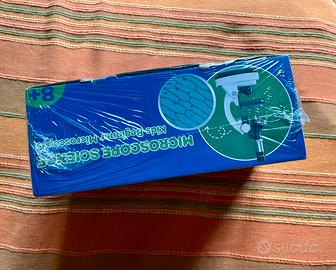 8+
MICROSCOPE SCIENCE
Kids Beginner Microscope
subito